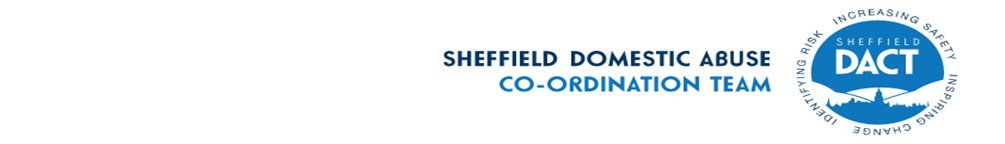 SHEFFIELD DOMESTIC ABUSE
CO-ORDINATION TEAM
IDENTIFYING RISK INCREASING SAFETY INSPIRING CHANGE
SHEFFIELD
DACT